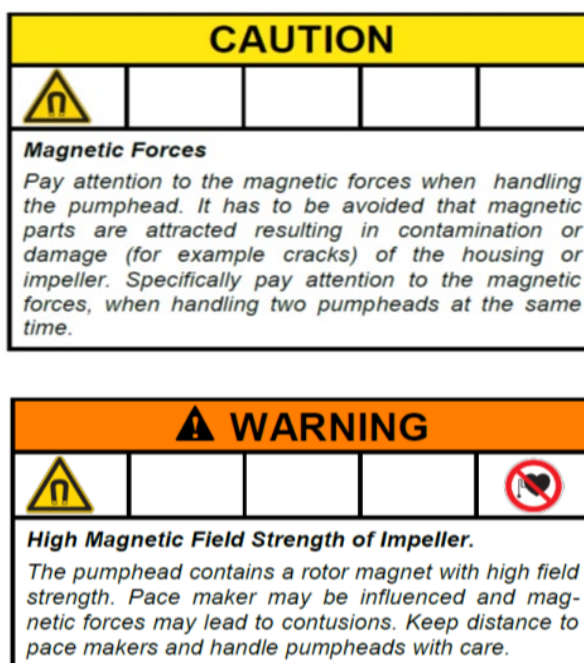 CAUTION
Magnetic Forces
Pay attention to the magnetic forces when handling
the pumphead. It has to be avoided that magnetic
parts are attracted resulting in contamination or
damage (for example cracks) of the housing or
impeller. Specifically pay attention to the magnetic
forces, when handling two pumpheads at the same
time.
WARNING
High Magnetic Field Strength of Impeller.
The pumphead contains a rotor magnet with high field
strength. Pace maker may be influenced and mag-
netic forces may lead to contusions. Keep distance to
pace makers and handle pumpheads with care.